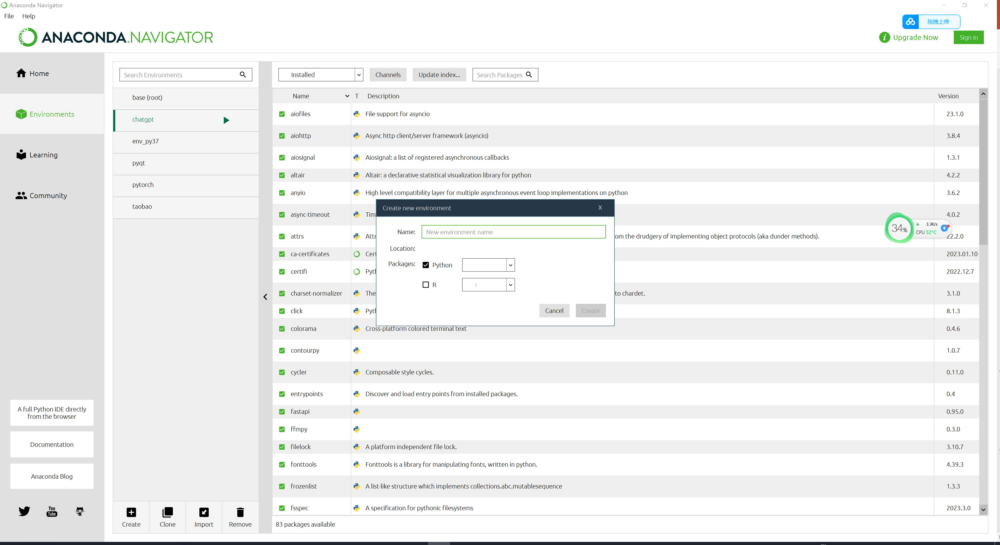 Anaconda Navigator
File Help
ANACONDA.NAVIGATOR
拖拽上传
i Upgrade Now
Sign in
Home
Environments
Learning
Community
A full Python IDE directly
from the browser
Documentation
Anaconda Blog
You
Tube
Search Environments
base (root)
chatgpt
env_py37
pyqt
pytorch
taobao
Create
Clone
Import
Remove
Installed
Channels
Update index...
Search Packages
Name T Description Version
aiofiles File support for asyncio 23.1.0
aiohttp Async http client/server framework (asyncio) 3.8.4
aiosignal Aiosignal: a list of registered asynchronous callbacks 1.3.1
altair Altair: a declarative statistical visualization library for python 4.2.2
anyio High level compatibility layer for multiple asynchronous event loop implementations on python 3.6.2
async-timeout Tim 4.0.2
attrs Attr om the drudgery of implementing object protocols (aka dunder methods). 22.2.0
ca-certificates Cert 2023.01.10
certifi Pyth 2022.12.7
charset-normalizer The to chardet. 3.1.0
click Pyth 8.1.3
colorama Cross-platform colored terminal text 0.4.6
contourpy 1.0.7
cycler Composable style cycles. 0.11.0
entrypoints Discover and load entry points from installed packages. 0.4
fastapi 0.95.0
ffmpy 0.3.0
filelock A platform independent file lock. 3.10.7
fonttools Fonttools is a library for manipulating fonts, written in python. 4.39.3
frozenlist A list-like structure which implements collections.abc.mutablesequence 1.3.3
fsspec A specification for pythonic filesystems 2023.3.0
83 packages available
Create new environment X
Name: New environment name
Location:
Packages: Python
R r
Cancel Create
34% 3.3K/s
CPU 52°C